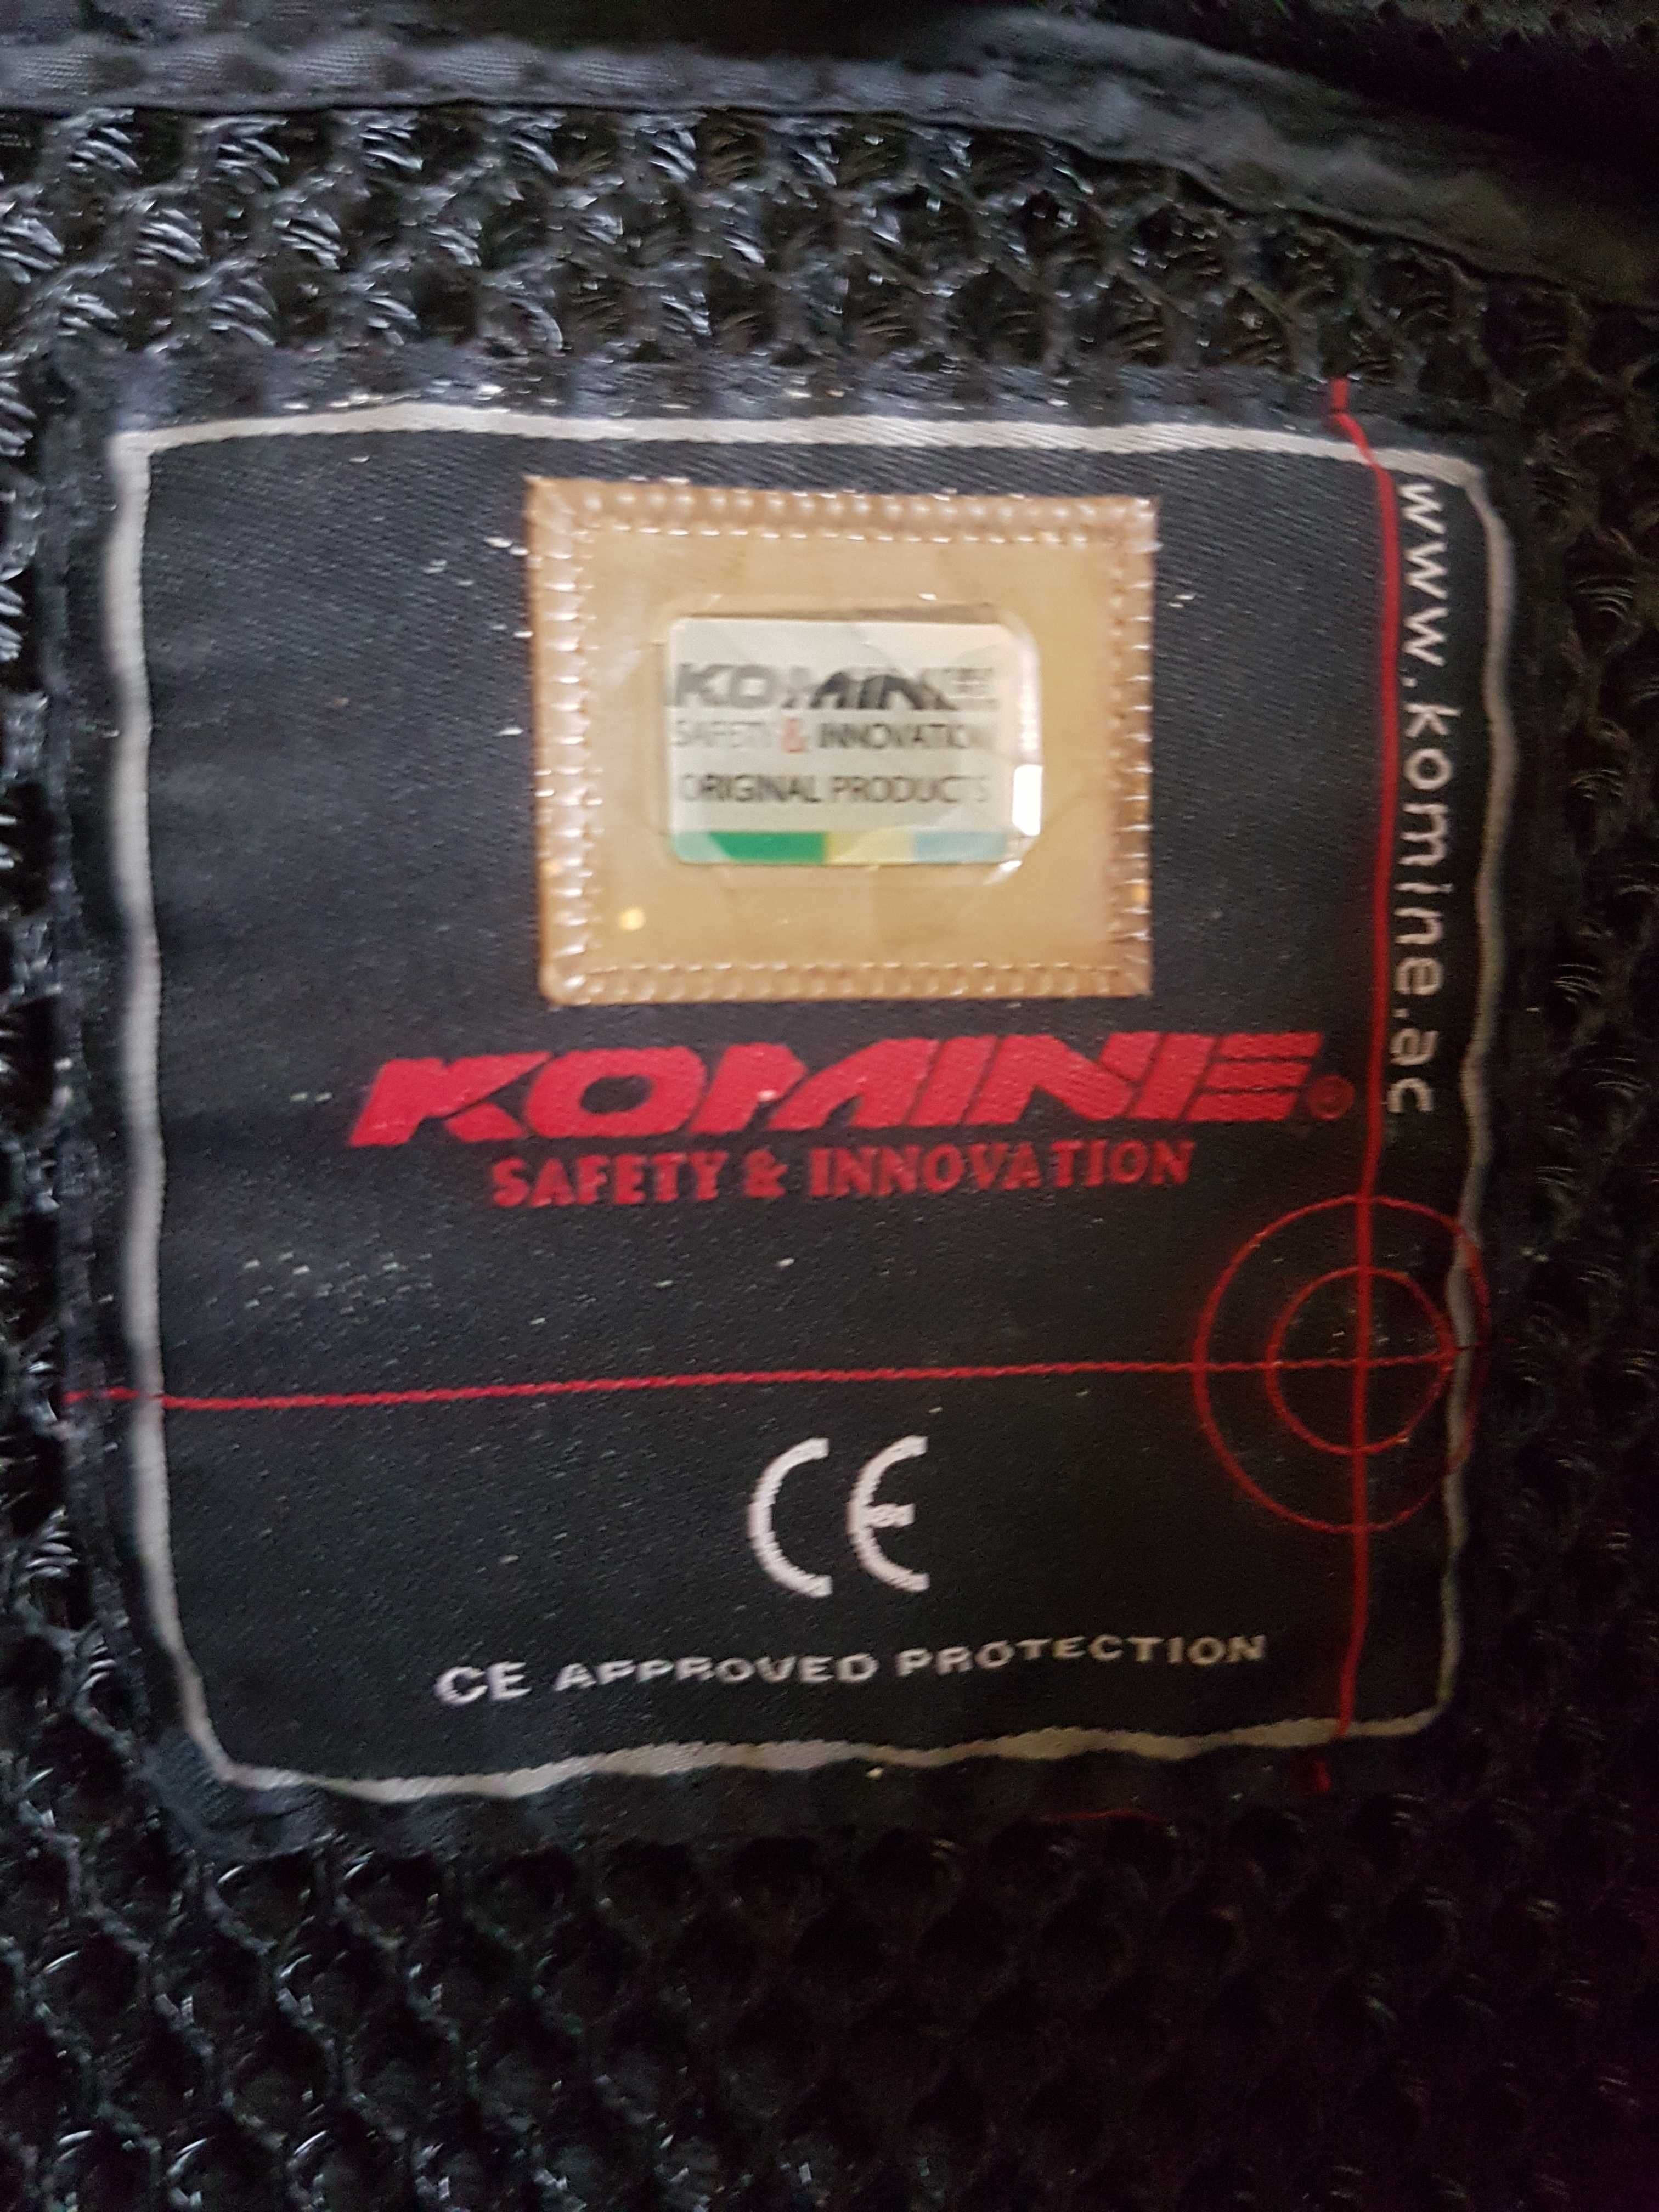 KOMINE
SAFETY & INNOVATION
ORIGINAL PRODUCTS
www.komine.ac
KOMINE®
SAFETY & INNOVATION
CE
CE APPROVED PROTECTION